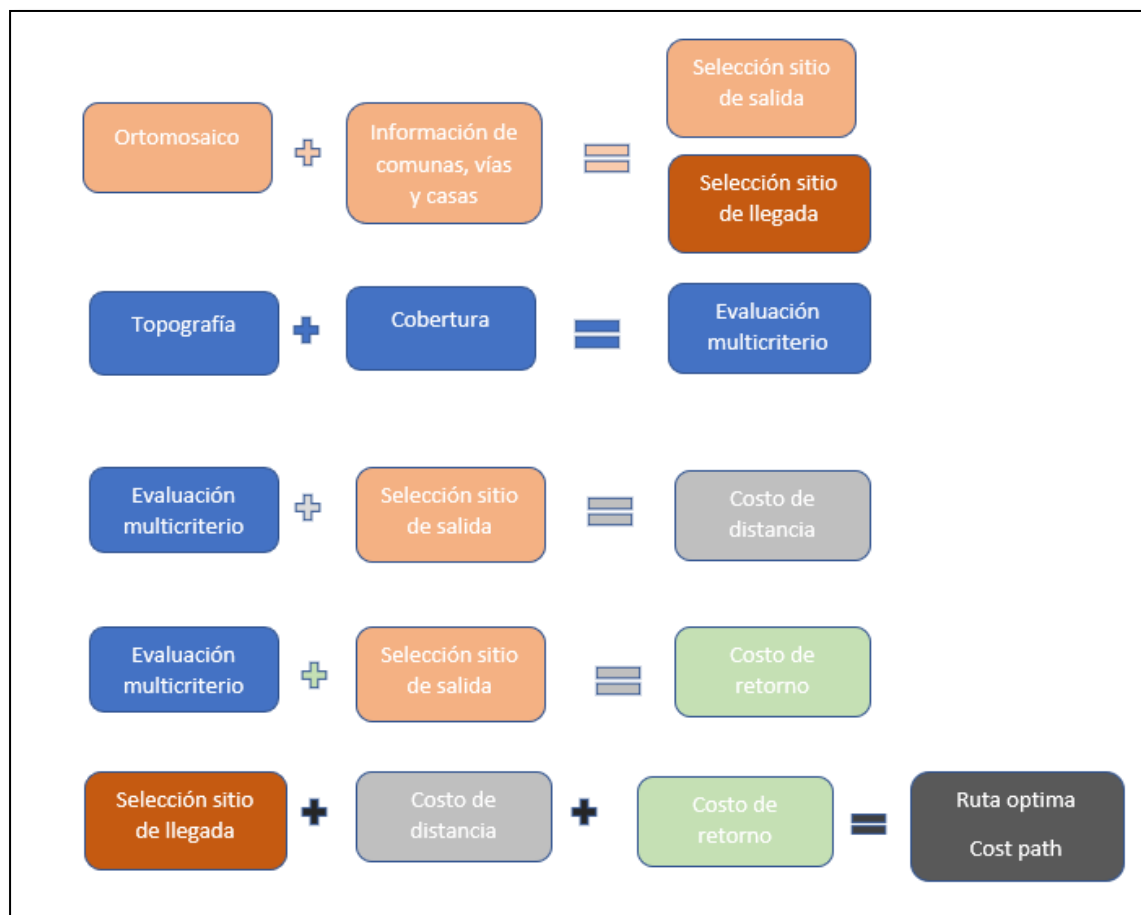 Ortomosaico
Información de
comunas, vías
y casas
Selección sitio
de salida
Selección sitio
de llegada
Topografía
Cobertura
Evaluación
multicriterio
Evaluación
multicriterio
Selección sitio
de salida
Costo de
distancia
Evaluación
multicriterio
Selección sitio
de salida
Costo de
retorno
Selección sitio
de llegada
Costo de
distancia
Costo de
retorno
Ruta optima
Cost path